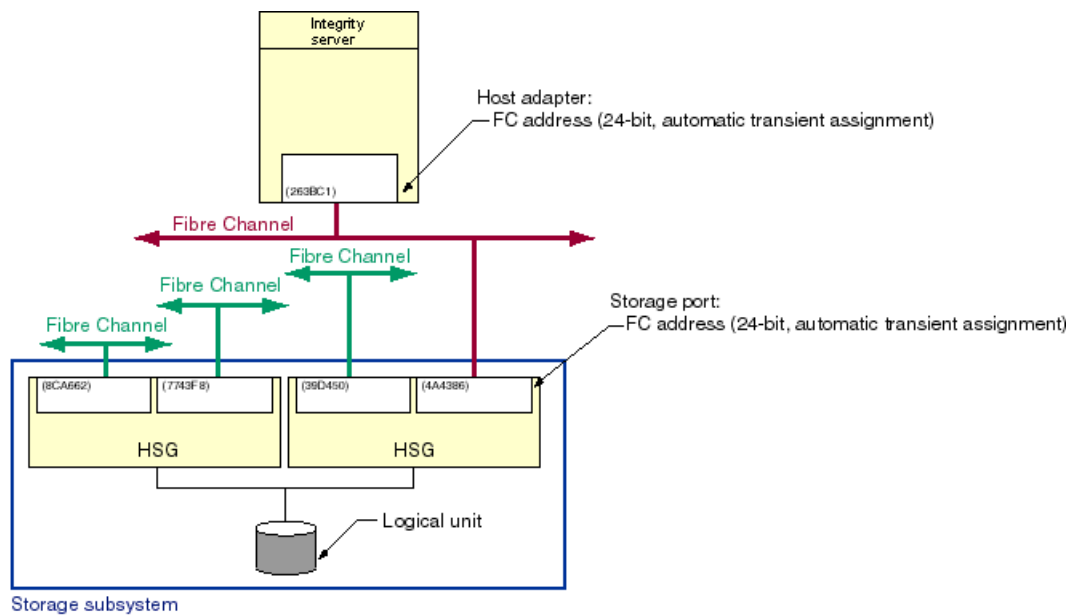 Integrity
server
Host adapter:
FC address (24-bit, automatic transient assignment)
(263BC1)
Fibre Channel
Fibre Channel
Fibre Channel
Storage port:
FC address (24-bit, automatic transient assignment)
Fibre Channel
(8CA662)
(7743F8)
(39D450)
(4A4386)
HSG
HSG
Logical unit
Storage subsystem